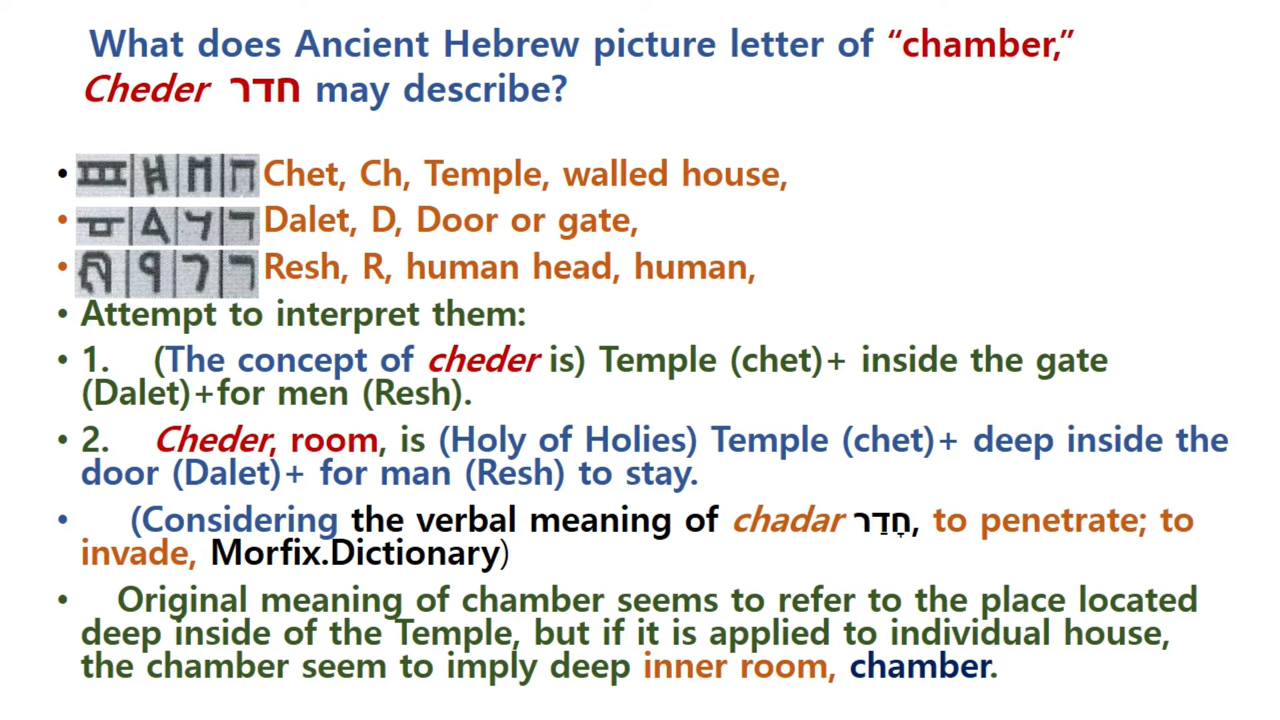 What does Ancient Hebrew picture letter of “chamber,”
Cheder חדר may describe?
• Chet, Ch, Temple, walled house,
• Dalet, D, Door or gate,
• Resh, R, human head, human,
• Attempt to interpret them:
• 1. (The concept of cheder is) Temple (chet)+ inside the gate
(Dalet)+for men (Resh).
• 2. Cheder, room, is (Holy of Holies) Temple (chet)+ deep inside the
door (Dalet)+ for man (Resh) to stay.
• (Considering the verbal meaning of chadar חָדַר, to penetrate; to
invade, Morfix.Dictionary)
• Original meaning of chamber seems to refer to the place located
deep inside of the Temple, but if it is applied to individual house,
the chamber seem to imply deep inner room, chamber.